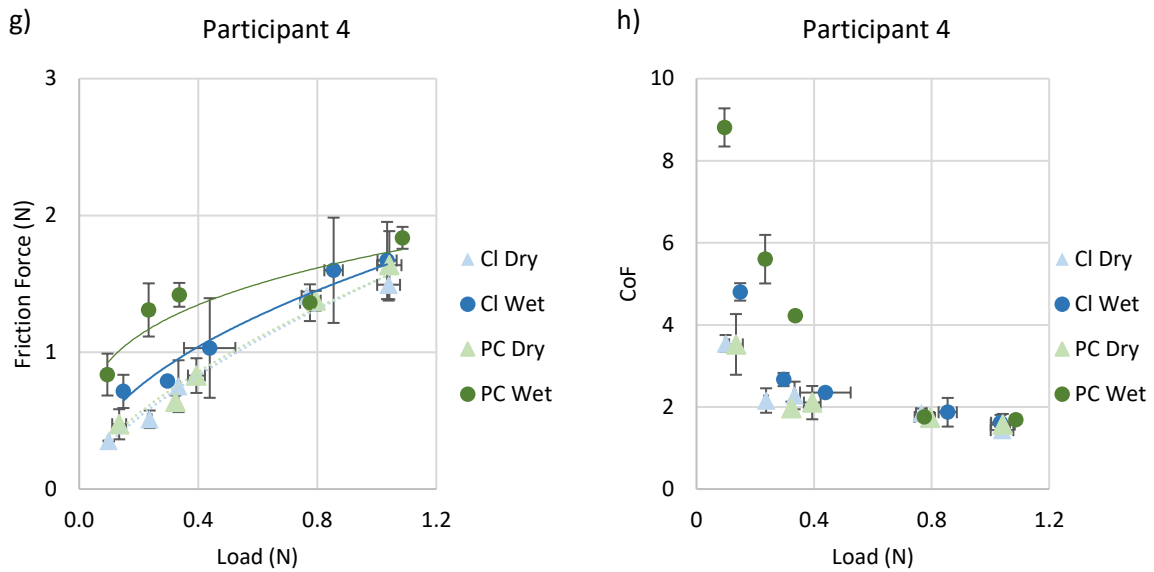 g)
Participant 4
3
2
1
0
0.0
0.4
0.8
1.2
Friction Force (N)
Load (N)
Cl Dry
Cl Wet
PC Dry
PC Wet
h)
Participant 4
10
8
6
4
2
0
0
0.4
0.8
1.2
CoF
Load (N)
Cl Dry
Cl Wet
PC Dry
PC Wet